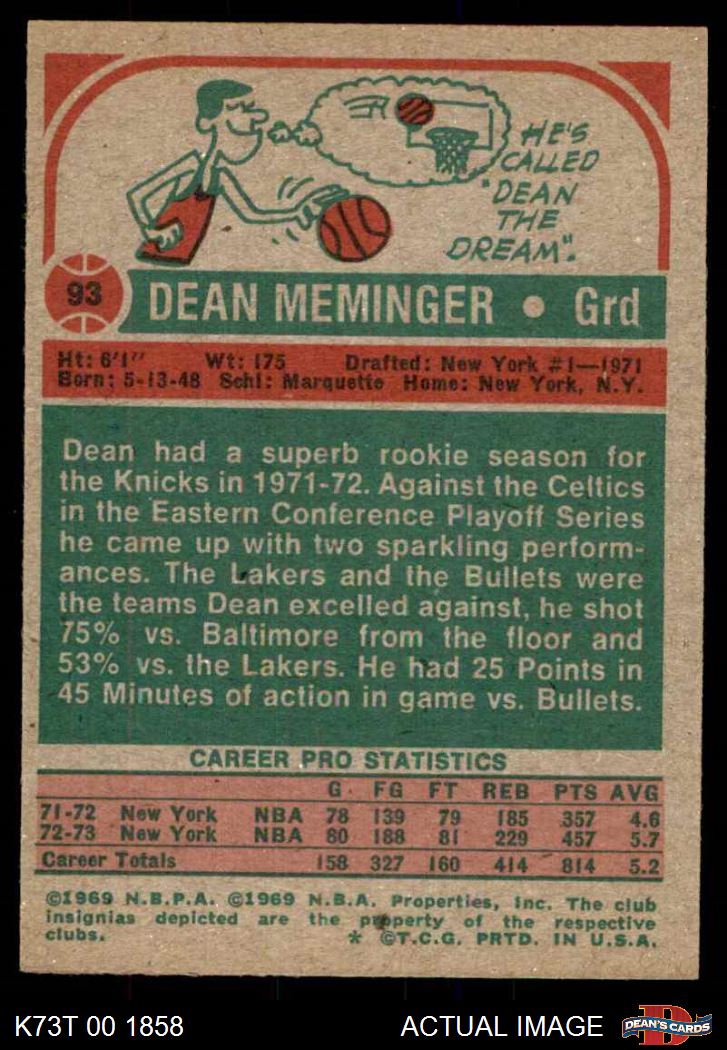 HE'S
CALLED
"DEAN
THE
DREAM".
93
DEAN MEMINGER • Grd
Ht: 6'1" Wt: 175 Drafted: New York #1—1971
Born: 5-13-48 Schl: Marquette Home: New York, N.Y.
Dean had a superb rookie season for
the Knicks in 1971-72. Against the Celtics
in the Eastern Conference Playoff Series
he came up with two sparkling perform-
ances. The Lakers and the Bullets were
the teams Dean excelled against, he shot
75% vs. Baltimore from the floor and
53% vs. the Lakers. He had 25 Points in
45 Minutes of action in game vs. Bullets.
CAREER PRO STATISTICS
G FG FT REB PTS AVG
71-72 New York NBA 78 139 79 185 357 4.6
72-73 New York NBA 80 188 81 229 457 5.7
Career Totals 158 327 160 414 814 5.2
©1969 N.B.P.A. ©1969 N.B.A. Properties, Inc. The club
insignias depicted are the property of the respective
clubs. * ©T.C.G. PRTD. IN U.S.A.
K73T 00 1858 ACTUAL IMAGE DEAN'S CARDS